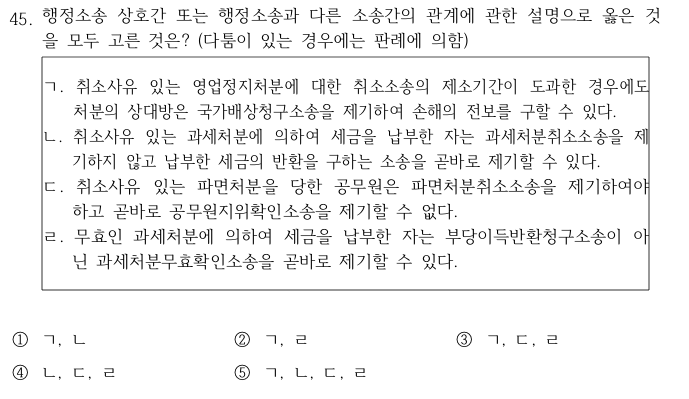 45. 행정소송 상호간 또는 행정소송과 다른 소송간의 관계에 관한 설명으로 옳은 것
을 모두 고른 것은? (다툼이 있는 경우에는 판례에 의함)
ㄱ. 취소사유 있는 영업정지처분에 대한 취소소송의 제소기간이 도과한 경우에도
처분의 상대방은 국가배상청구소송을 제기하여 손해의 전보를 구할 수 있다.
ㄴ. 취소사유 있는 과세처분에 의하여 세금을 납부한 자는 과세처분취소소송을 제
기하지 않고 납부한 세금의 반환을 구하는 소송을 곧바로 제기할 수 있다.
ㄷ. 취소사유 있는 파면처분을 당한 공무원은 파면처분취소소송을 제기하여야
하고 곧바로 공무원지위확인소송을 제기할 수 없다.
ㄹ. 무효인 과세처분에 의하여 세금을 납부한 자는 부당이득반환청구소송이 아
닌 과세처분무효확인소송을 곧바로 제기할 수 있다.
① ㄱ, ㄴ ② ㄱ, ㄹ ③ ㄱ, ㄷ, ㄹ
④ ㄴ, ㄷ, ㄹ ⑤ ㄱ, ㄴ, ㄷ, ㄹ